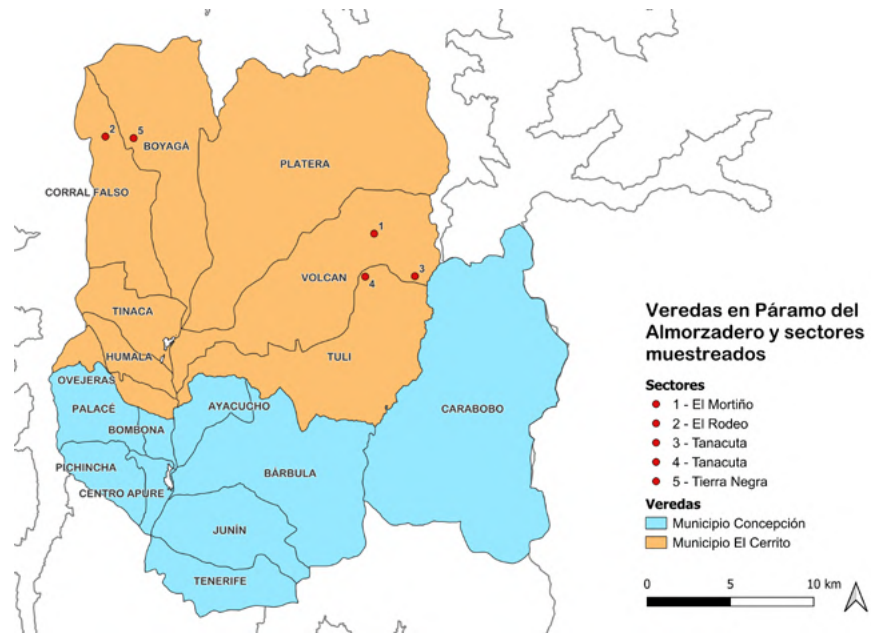 2
5
BOYAGÁ
PLATERA
CORRAL FALSO
1
VOLCAN
4
3
TINACA
HUMALA
TULI
OVEJERAS
PALACÉ
AYACUCHO
CARABOBO
BOMBONA
PICHINCHA
BÁRBULA
CENTRO APURE
JUNÍN
TENERIFE
Veredas en Páramo del
Almorzadero y sectores
muestreados
Sectores
1 - El Mortiño
2 - El Rodeo
3 - Tanacuta
4 - Tanacuta
5 - Tierra Negra
Veredas
Municipio Concepción
Municipio El Cerrito
0 5 10 km